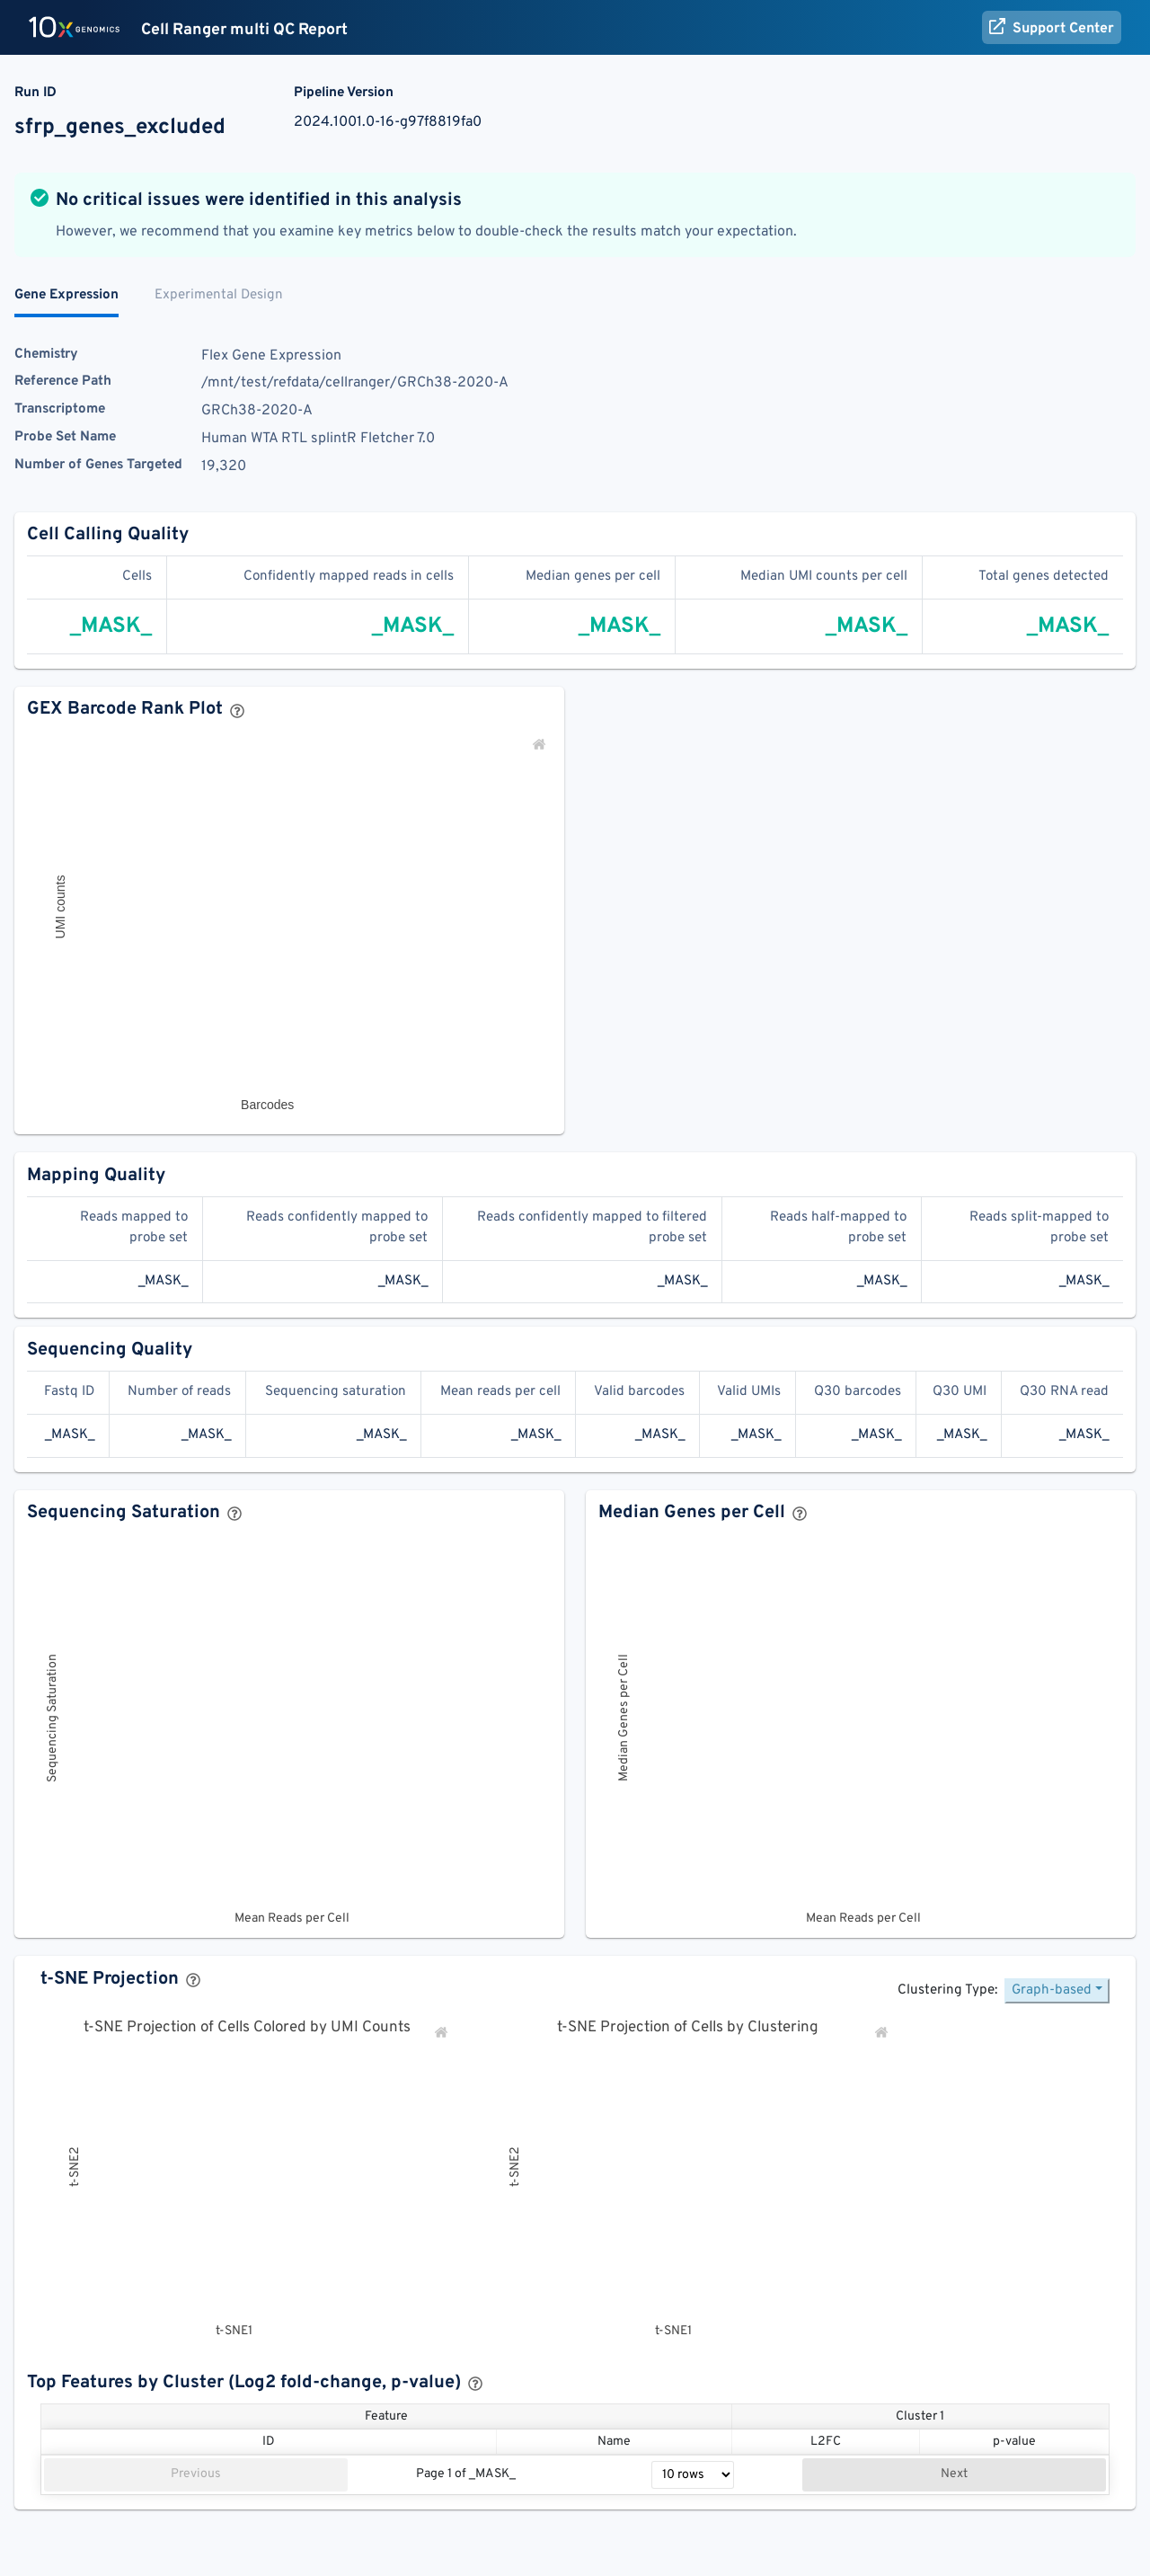 10x GENOMICS Cell Ranger multi QC Report Support Center
Run ID Pipeline Version
sfrp_genes_excluded 2024.1001.0-16-g97f8819fa0
No critical issues were identified in this analysis
However, we recommend that you examine key metrics below to double-check the results match your expectation.
Gene Expression Experimental Design
Chemistry Flex Gene Expression
Reference Path /mnt/test/refdata/cellranger/GRCh38-2020-A
Transcriptome GRCh38-2020-A
Probe Set Name Human WTA RTL splintR Fletcher 7.0
Number of Genes Targeted 19,320
Cell Calling Quality
Cells Confidently mapped reads in cells Median genes per cell Median UMI counts per cell Total genes detected
_MASK_ _MASK_ _MASK_ _MASK_ _MASK_
GEX Barcode Rank Plot
UMI counts
Barcodes
Mapping Quality
Reads mapped to probe set Reads confidently mapped to probe set Reads confidently mapped to filtered probe set Reads half-mapped to probe set Reads split-mapped to probe set
_MASK_ _MASK_ _MASK_ _MASK_ _MASK_
Sequencing Quality
Fastq ID Number of reads Sequencing saturation Mean reads per cell Valid barcodes Valid UMIs Q30 barcodes Q30 UMI Q30 RNA read
_MASK_ _MASK_ _MASK_ _MASK_ _MASK_ _MASK_ _MASK_ _MASK_ _MASK_
Sequencing Saturation
Sequencing Saturation
Mean Reads per Cell
Median Genes per Cell
Median Genes per Cell
Mean Reads per Cell
t-SNE Projection
Clustering Type: Graph-based
t-SNE Projection of Cells Colored by UMI Counts
t-SNE2
t-SNE1
t-SNE Projection of Cells by Clustering
t-SNE2
t-SNE1
Top Features by Cluster (Log2 fold-change, p-value)
Feature Cluster 1
ID Name L2FC p-value
Previous Page 1 of _MASK_ 10 rows Next